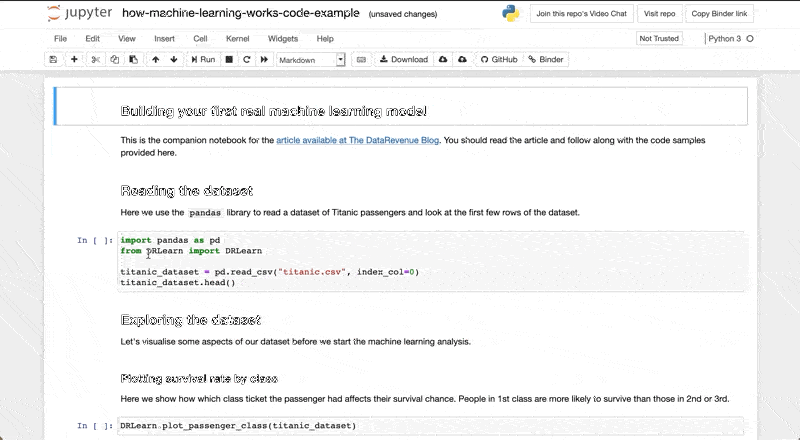 jupyter how-machine-learning-works-code-example (unsaved changes)
Join this repo's Video Chat Visit repo Copy Binder link
File Edit View Insert Cell Kernel Widgets Help Not Trusted Python 3
Run Markdown Download GitHub Binder
Building your first real machine learning model
This is the companion notebook for the article available at The DataRevenue Blog. You should read the article and follow along with the code samples
provided here.
Reading the dataset
Here we use the pandas library to read a dataset of Titanic passengers and look at the first few rows of the dataset.
In [ ]: import pandas as pd
from DRLearn import DRLearn
titanic_dataset = pd.read_csv("titanic.csv", index_col=0)
titanic_dataset.head()
Exploring the dataset
Let's visualise some aspects of our dataset before we start the machine learning analysis.
Plotting survival rate by class
Here we show how which class ticket the passenger had affects their survival chance. People in 1st class are more likely to survive than those in 2nd or 3rd.
In [ ]: DRLearn.plot_passenger_class(titanic_dataset)